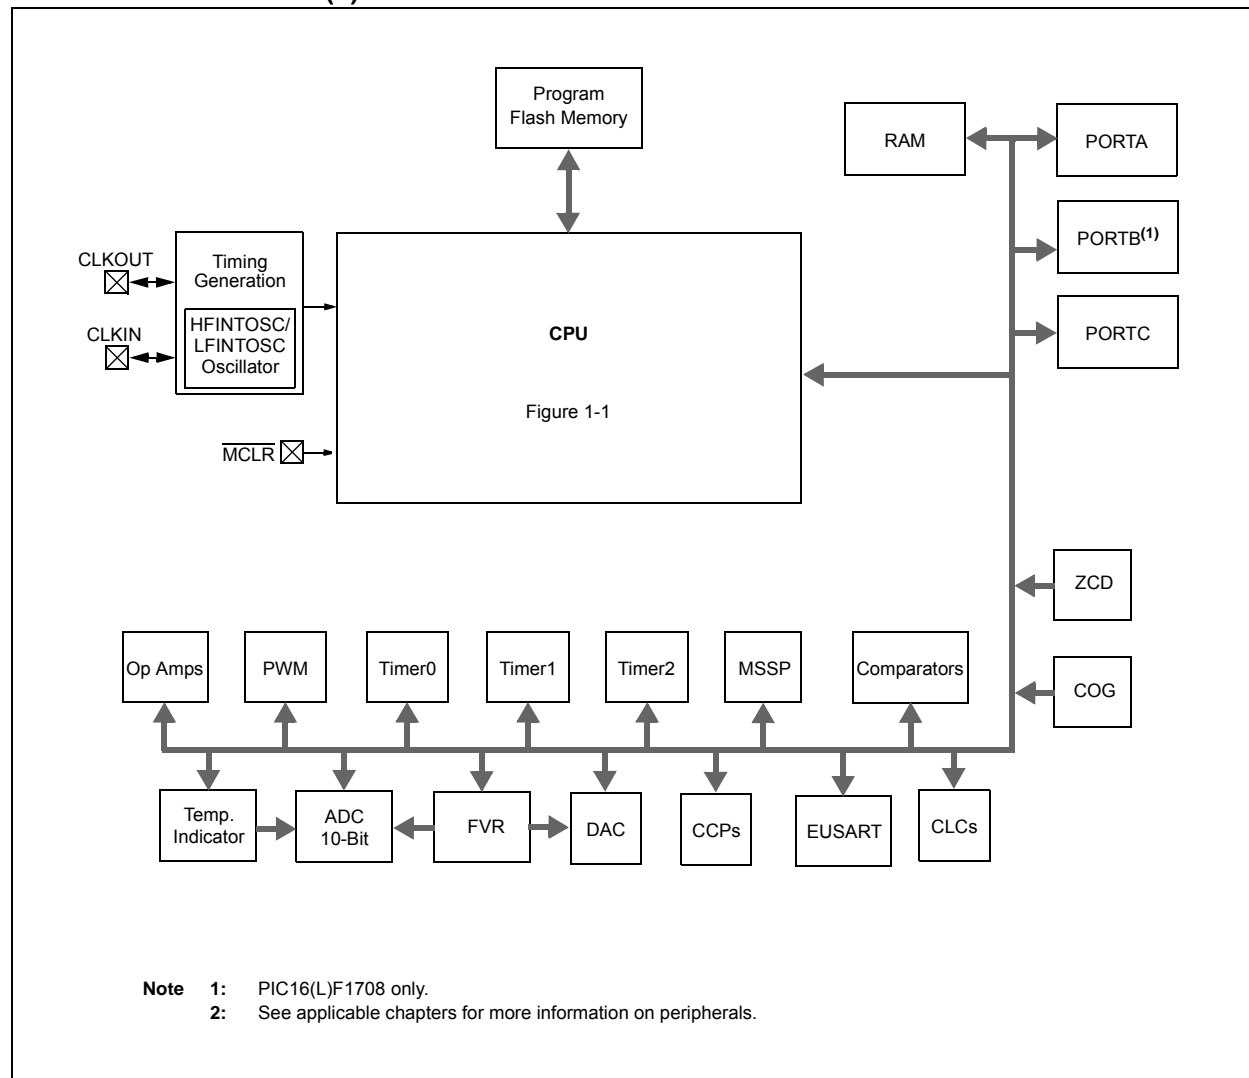 Program
Flash Memory
RAM
PORTA
PORTB(1)
PORTC
CLKOUT
CLKIN
Timing
Generation
HFINTOSC/
LFINTOSC
Oscillator
MCLR
CPU
Figure 1-1
ZCD
COG
Op Amps
PWM
Timer0
Timer1
Timer2
MSSP
Comparators
Temp.
Indicator
ADC
10-Bit
FVR
DAC
CCPs
EUSART
CLCs
Note 1: PIC16(L)F1708 only.
2: See applicable chapters for more information on peripherals.